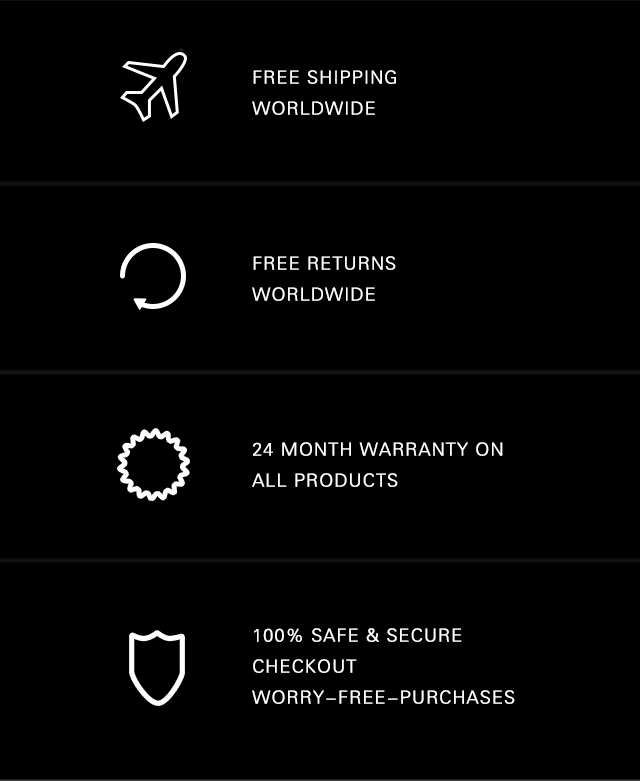 FREE SHIPPING
WORLDWIDE
FREE RETURNS
WORLDWIDE
24 MONTH WARRANTY ON
ALL PRODUCTS
100% SAFE & SECURE
CHECKOUT
WORRY–FREE–PURCHASES